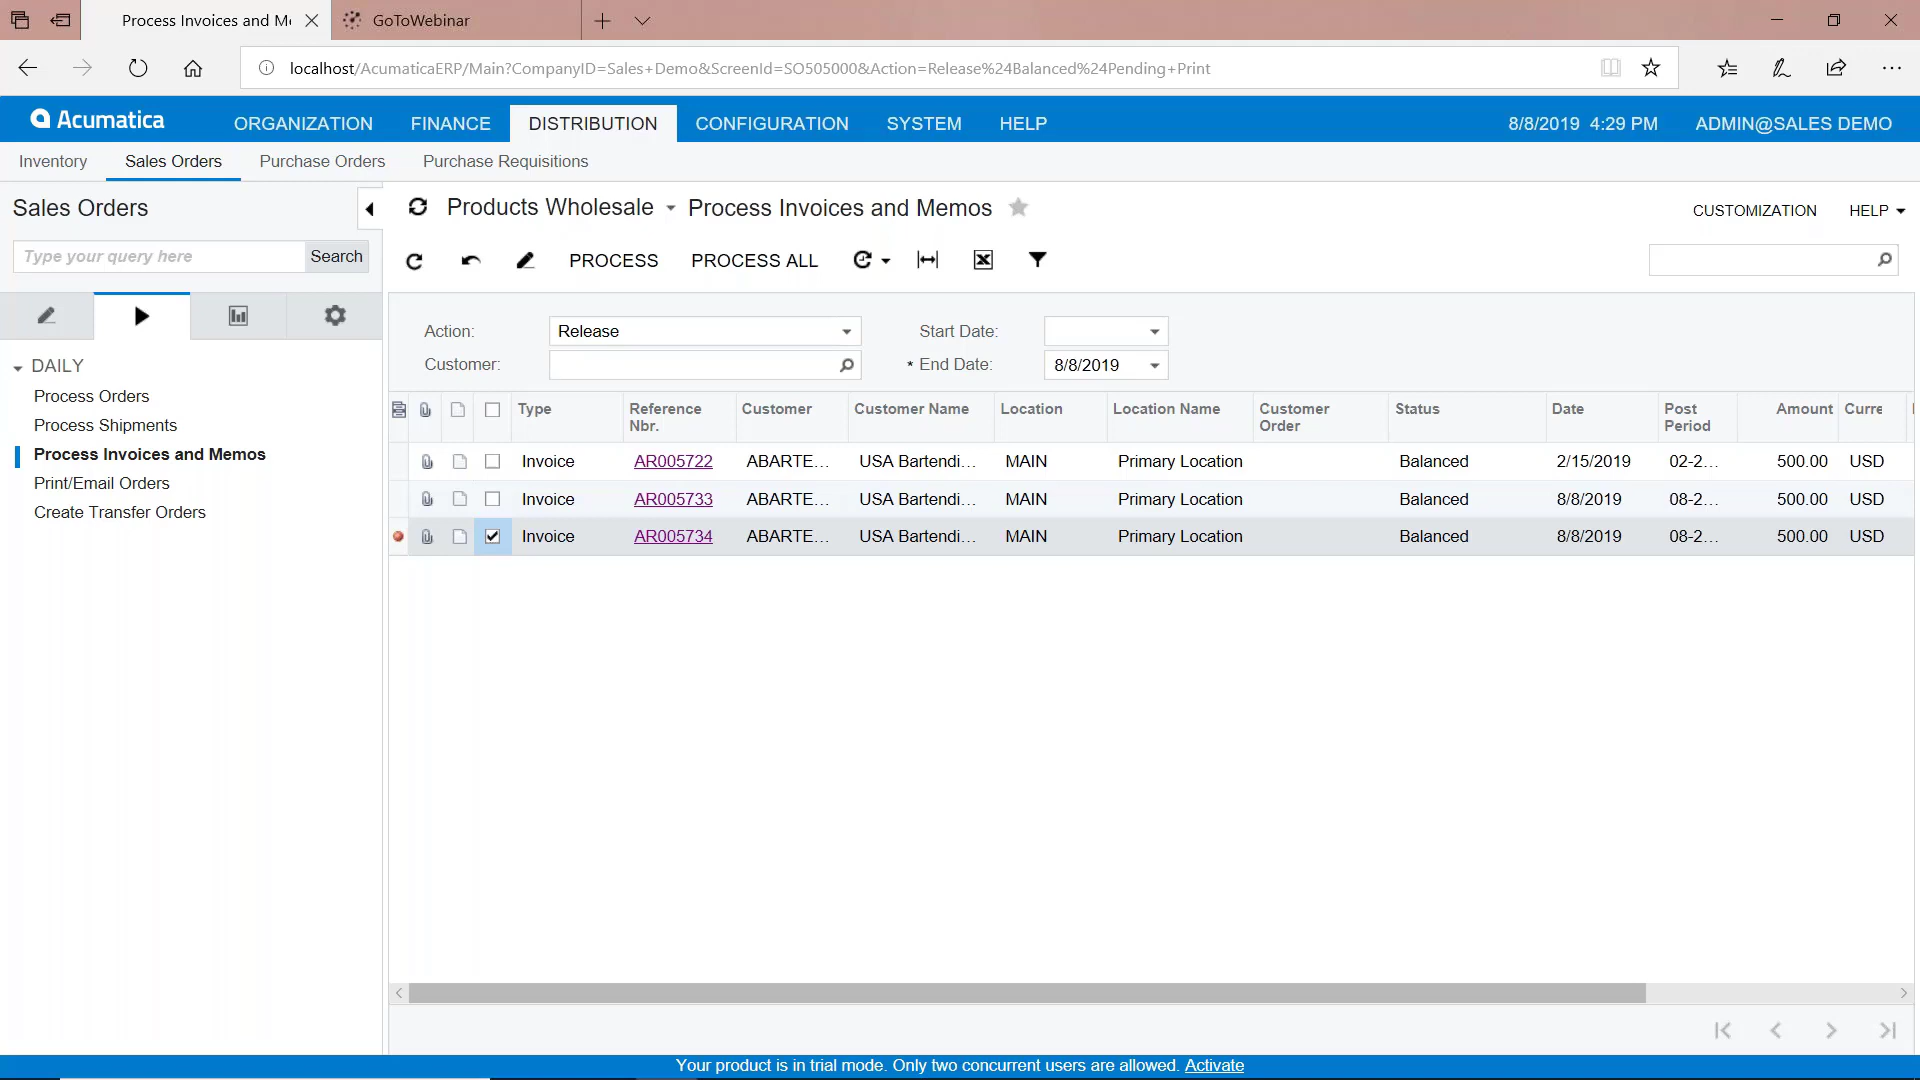 Process Invoices and M
GoToWebinar
localhost/AcumaticaERP/Main?CompanyID=Sales+Demo&ScreenId=SO505000&Action=Release%24Balanced%24Pending+Print
Acumatica
ORGANIZATION FINANCE DISTRIBUTION CONFIGURATION SYSTEM HELP
8/8/2019 4:29 PM ADMIN@SALES DEMO
Inventory Sales Orders Purchase Orders Purchase Requisitions
Sales Orders
Products Wholesale Process Invoices and Memos
CUSTOMIZATION HELP
Type your query here Search
PROCESS PROCESS ALL
Action: Release Start Date:
Customer: * End Date: 8/8/2019
DAILY
Process Orders
Process Shipments
Process Invoices and Memos
Print/Email Orders
Create Transfer Orders
Type Reference Nbr. Customer Customer Name Location Location Name Customer Order Status Date Post Period Amount Curre
Invoice AR005722 ABARTE... USA Bartendi... MAIN Primary Location Balanced 2/15/2019 02-2... 500.00 USD
Invoice AR005733 ABARTE... USA Bartendi... MAIN Primary Location Balanced 8/8/2019 08-2... 500.00 USD
Invoice AR005734 ABARTE... USA Bartendi... MAIN Primary Location Balanced 8/8/2019 08-2... 500.00 USD
Your product is in trial mode. Only two concurrent users are allowed. Activate